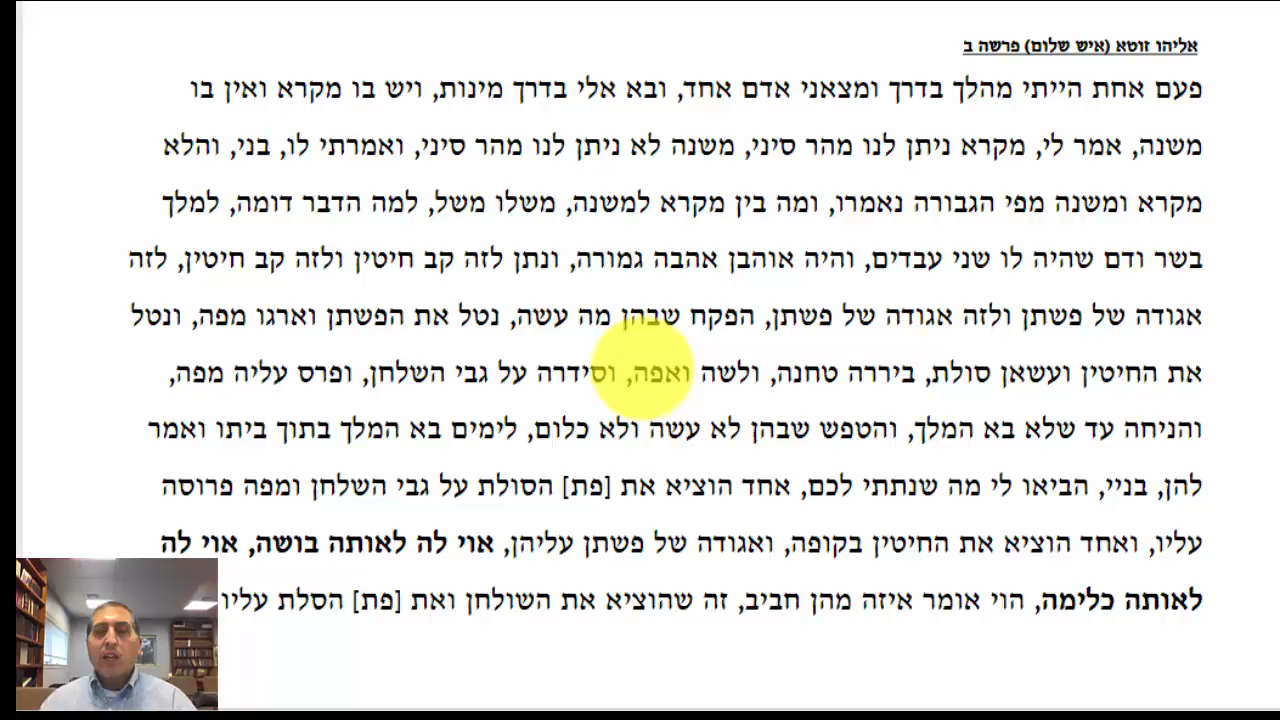 אליהו זוטא (איש שלום) פרשה ב
פעם אחת הייתי מהלך בדרך ומצאני אדם אחד, ובא אלי בדרך מינות, ויש בו מקרא ואין בו
משנה, אמר לי, מקרא ניתן לנו מהר סיני, משנה לא ניתן לנו מהר סיני, ואמרתי לו, בני, והלא
מקרא ומשנה מפי הגבורה נאמרו, ומה בין מקרא למשנה, משלו משל, למה הדבר דומה, למלך
בשר ודם שהיה לו שני עבדים, והיה אוהבן אהבה גמורה, ונתן לזה קב חיטין ולזה קב חיטין, לזה
אגודה של פשתן ולזה אגודה של פשתן, הפקח שבהן מה עשה, נטל את הפשתן וארגו מפה, ונטל
את החיטין ועשאן סולת, ביררה טחנה, ולשה ואפה, וסידרה על גבי השלחן, ופרס עליה מפה,
והניחה עד שלא בא המלך, והטפש שבהן לא עשה ולא כלום, לימים בא המלך בתוך ביתו ואמר
להן, בניי, הביאו לי מה שנתתי לכם, אחד הוציא את [פת] הסולת על גבי השלחן ומפה פרוסה
עליו, ואחד הוציא את החיטין בקופה, ואגודה של פשתן עליהן, אוי לה לאותה בושה, אוי לה
לאותה כלימה, הוי אומר איזה מהן חביב, זה שהוציא את השולחן ואת [פת] הסלת עליו